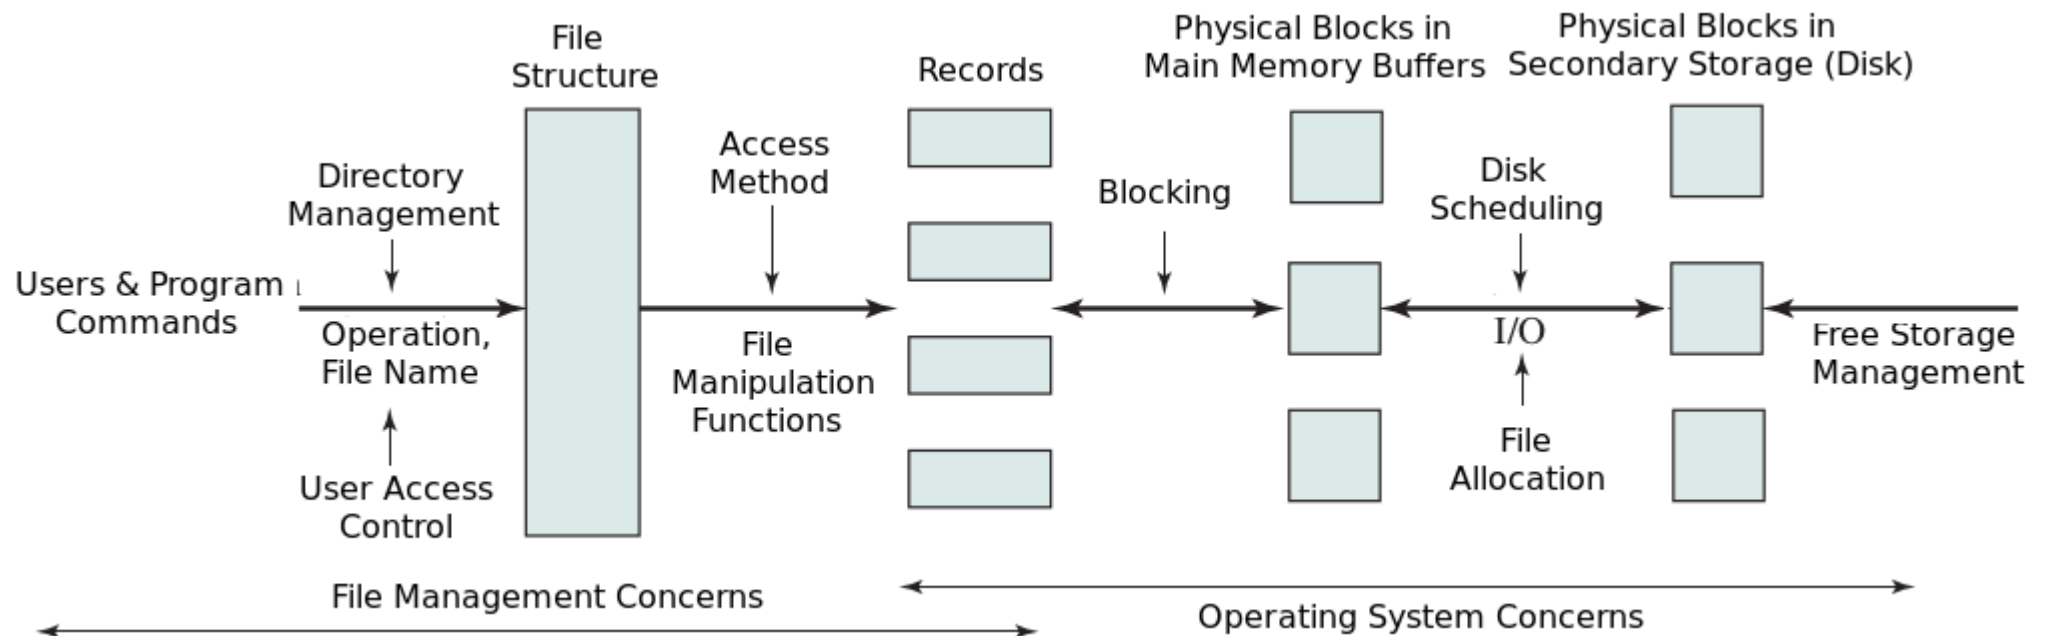 File
Structure
Records
Physical Blocks in
Main Memory Buffers
Physical Blocks in
Secondary Storage (Disk)
Directory
Management
Access
Method
Blocking
Disk
Scheduling
Users & Program
Commands
Operation,
File Name
File
Manipulation
Functions
I/O
Free Storage
Management
User Access
Control
File
Allocation
File Management Concerns
Operating System Concerns